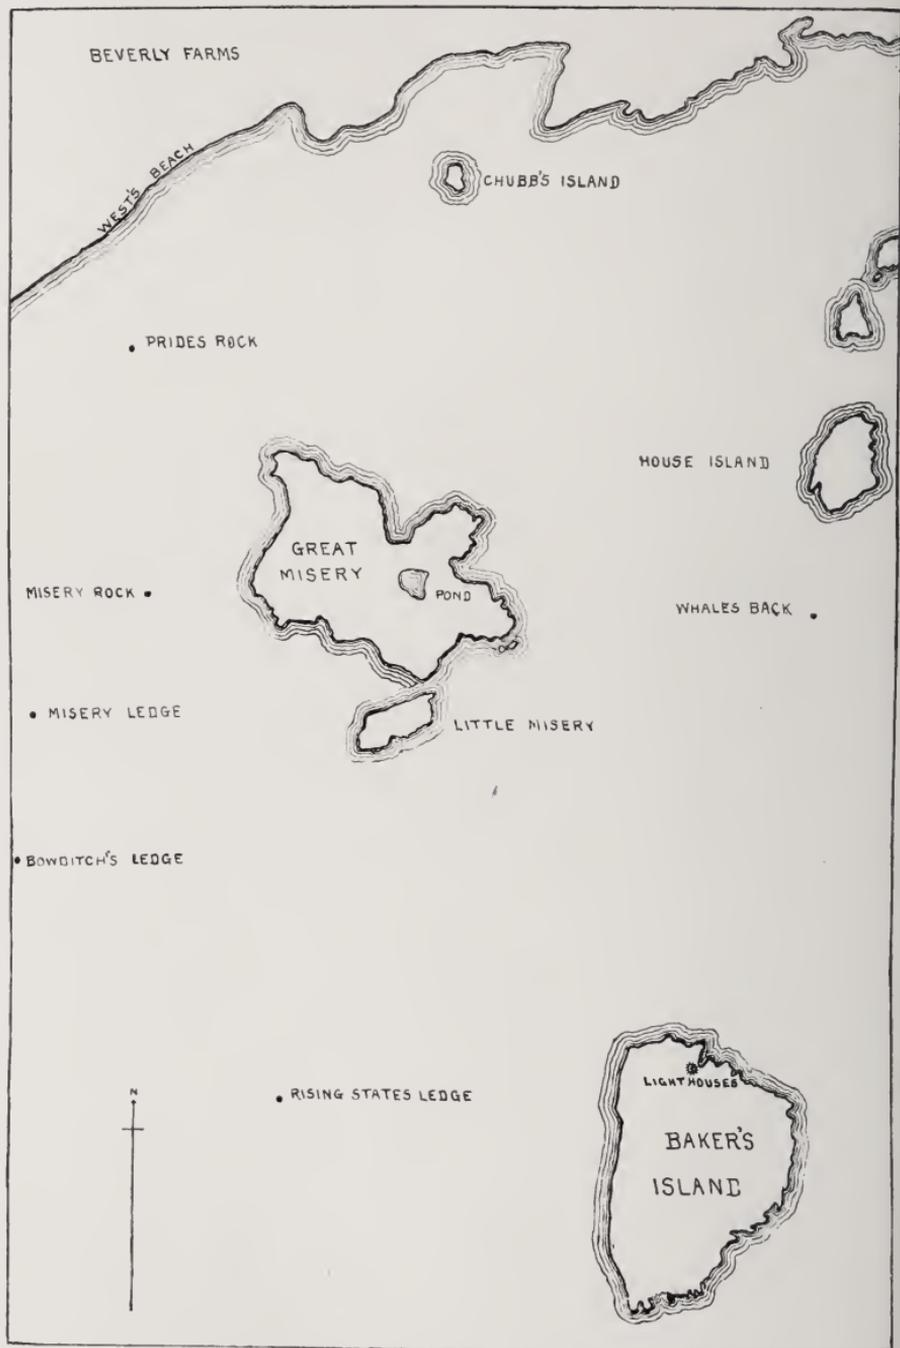 BEVERLY FARMS
WEST'S BEACH
CHUBB'S ISLAND
PRIDES ROCK
HOUSE ISLAND
GREAT
MISERY
POND
MISERY ROCK
WHALES BACK
MISERY LEDGE
LITTLE MISERY
BOWDITCH'S LEDGE
N
RISING STATES LEDGE
LIGHTHOUSES
BAKER'S
ISLAND